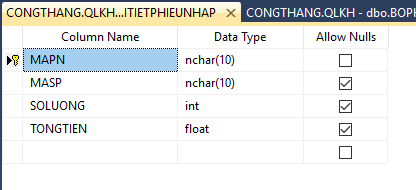 CONGTHANG.QLKH...ITIETPHIEUNHAP CONGTHANG.QLKH - dbo.BOPH
Column Name Data Type Allow Nulls
MAPN nchar(10)
MASP nchar(10)
SOLUONG int
TONGTIEN float